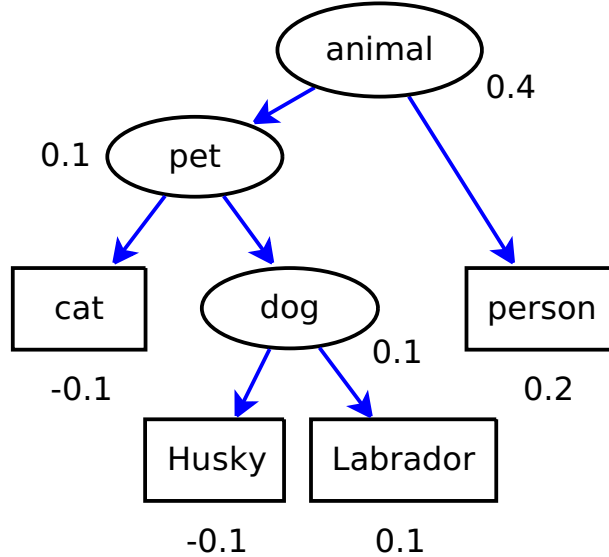 animal
0.4
0.1
pet
cat
dog
person
-0.1
0.1
0.2
Husky
Labrador
-0.1
0.1